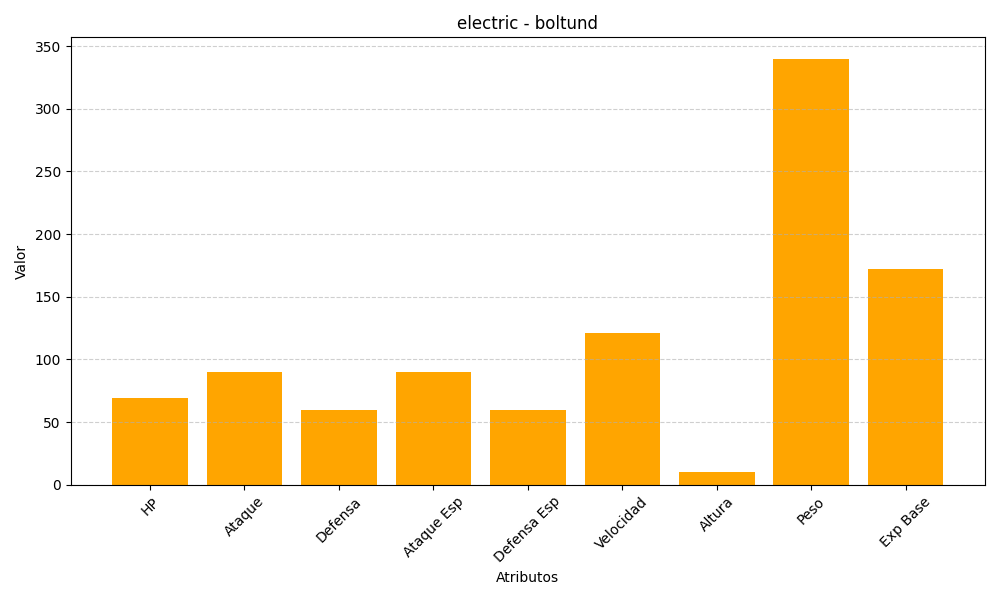 electric - boltund
Valor
350
300
250
200
150
100
50
0
HP
Ataque
Defensa
Ataque Esp
Defensa Esp
Velocidad
Altura
Peso
Exp Base
Atributos